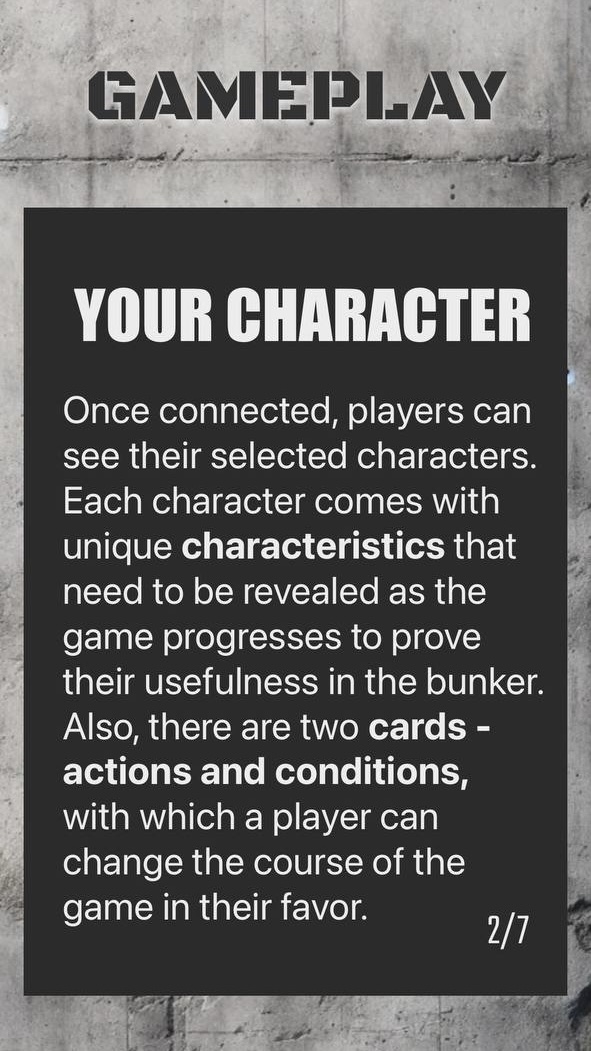 GAMEPLAY
YOUR CHARACTER
Once connected, players can
see their selected characters.
Each character comes with
unique characteristics that
need to be revealed as the
game progresses to prove
their usefulness in the bunker.
Also, there are two cards -
actions and conditions,
with which a player can
change the course of the
game in their favor.
2/7